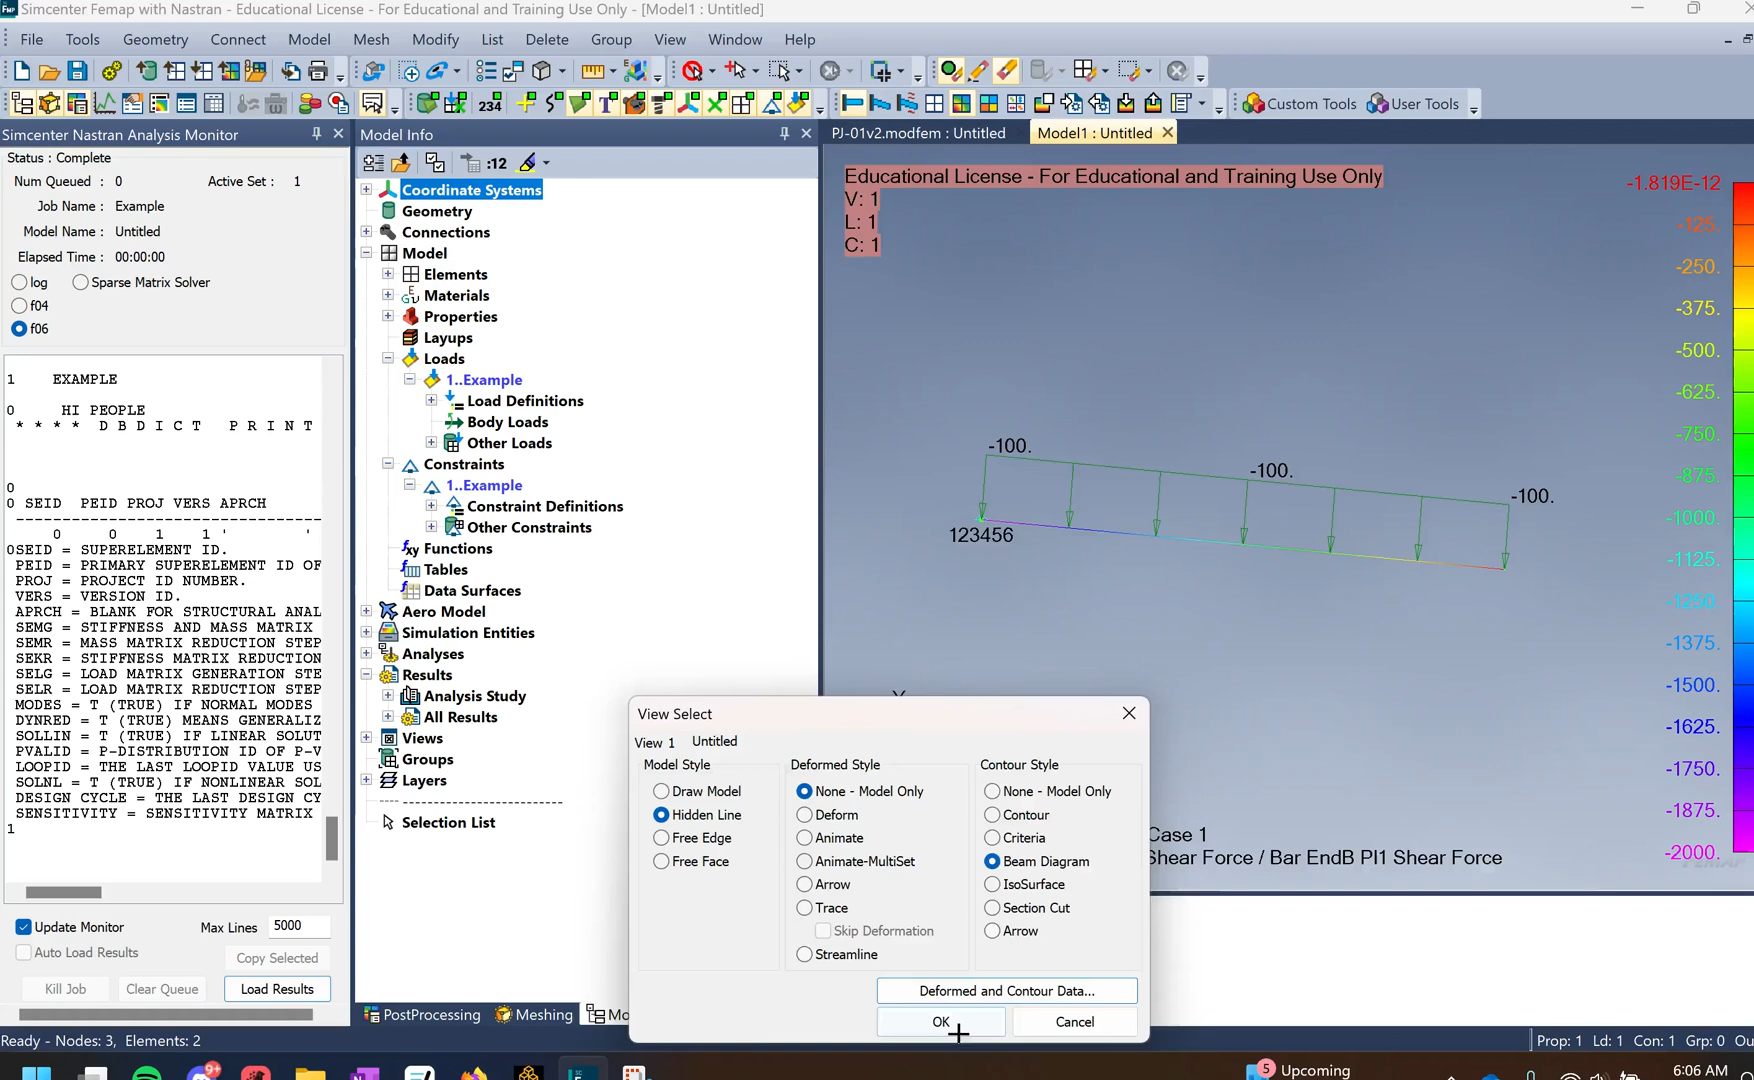 Simcenter Femap with Nastran - Educational License - For Educational and Training Use Only - [Model1 : Untitled]
File Tools Geometry Connect Model Mesh Modify List Delete Group View Window Help
234 Custom Tools User Tools
Simcenter Nastran Analysis Monitor
Status : Complete
Num Queued : 0 Active Set : 1
Job Name : Example
Model Name : Untitled
Elapsed Time : 00:00:00
log Sparse Matrix Solver
f04
f06
1 EXAMPLE
0 HI PEOPLE
* * * * D B D I C T P R I N T
0
0 SEID PEID PROJ VERS APRCH
0 0 1 1 ' '
0SEID = SUPERELEMENT ID.
PEID = PRIMARY SUPERELEMENT ID OF
PROJ = PROJECT ID NUMBER.
VERS = VERSION ID.
APRCH = BLANK FOR STRUCTURAL ANAL
SEMG = STIFFNESS AND MASS MATRIX
SEMR = MASS MATRIX REDUCTION STEP
SEKR = STIFFNESS MATRIX REDUCTION
SELG = LOAD MATRIX GENERATION STE
SELR = LOAD MATRIX REDUCTION STEP
MODES = T (TRUE) IF NORMAL MODES
DYNRED = T (TRUE) MEANS GENERALIZ
SOLLIN = T (TRUE) IF LINEAR SOLUT
PVALID = P-DISTRIBUTION ID OF P-V
LOOPID = THE LAST LOOPID VALUE US
SOLNL = T (TRUE) IF NONLINEAR SOL
DESIGN CYCLE = THE LAST DESIGN CY
SENSITIVITY = SENSITIVITY MATRIX
1
Update Monitor Max Lines 5000
Auto Load Results Copy Selected
Kill Job Clear Queue Load Results
Model Info
:12
Coordinate Systems
Geometry
Connections
Model
Elements
Materials
Properties
Layups
Loads
1..Example
Load Definitions
Body Loads
Other Loads
Constraints
1..Example
Constraint Definitions
Other Constraints
Functions
Tables
Data Surfaces
Aero Model
Simulation Entities
Analyses
Results
Analysis Study
All Results
Views
Groups
Layers
Selection List
PostProcessing Meshing Mo
PJ-01v2.modfem : Untitled Model1 : Untitled
Educational License - For Educational and Training Use Only
V: 1
L: 1
C: 1
-100.
-100.
-100.
123456
-1.819E-12
-125.
-250.
-375.
-500.
-625.
-750.
-875.
-1000.
-1125.
-1250.
-1375.
-1500.
-1625.
-1750.
-1875.
-2000.
Case 1
Shear Force / Bar EndB Pl1 Shear Force
View Select
View 1 Untitled
Model Style
Draw Model
Hidden Line
Free Edge
Free Face
Deformed Style
None - Model Only
Deform
Animate
Animate-MultiSet
Arrow
Trace
Skip Deformation
Streamline
Contour Style
None - Model Only
Contour
Criteria
Beam Diagram
IsoSurface
Section Cut
Arrow
Deformed and Contour Data...
OK Cancel
Ready - Nodes: 3, Elements: 2 Prop: 1 Ld: 1 Con: 1 Grp: 0 Ou
9+ 5 Upcoming 6:06 AM